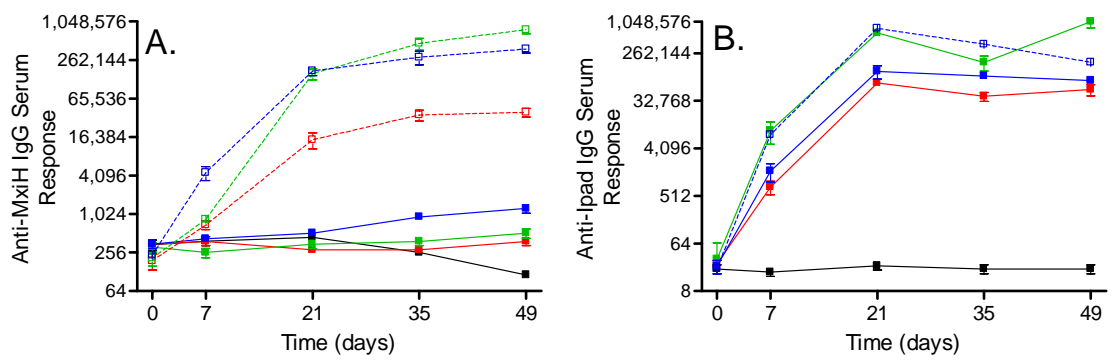 A.
Anti-MxiH IgG Serum
Response
1,048,576
262,144
65,536
16,384
4,096
1,024
256
64
0 7 21 35 49
Time (days)
B.
Anti-Ipad IgG Serum
Response
1,048,576
262,144
32,768
4,096
512
64
8
0 7 21 35 49
Time (days)